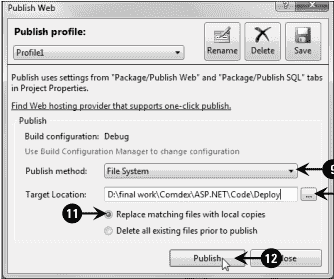 Publish Web
Publish profile:
Profile1
Rename Delete Save
Publish uses settings from "Package/Publish Web" and "Package/Publish SQL" tabs
in Project Properties.
Find Web hosting provider that supports one-click publish.
Publish
Build configuration: Debug
Use Build Configuration Manager to change configuration
Publish method: File System
Target Location: D:\final work\Comdex\ASP.NET\Code\Deploy ...
11 Replace matching files with local copies
Delete all existing files prior to publish
Publish 12